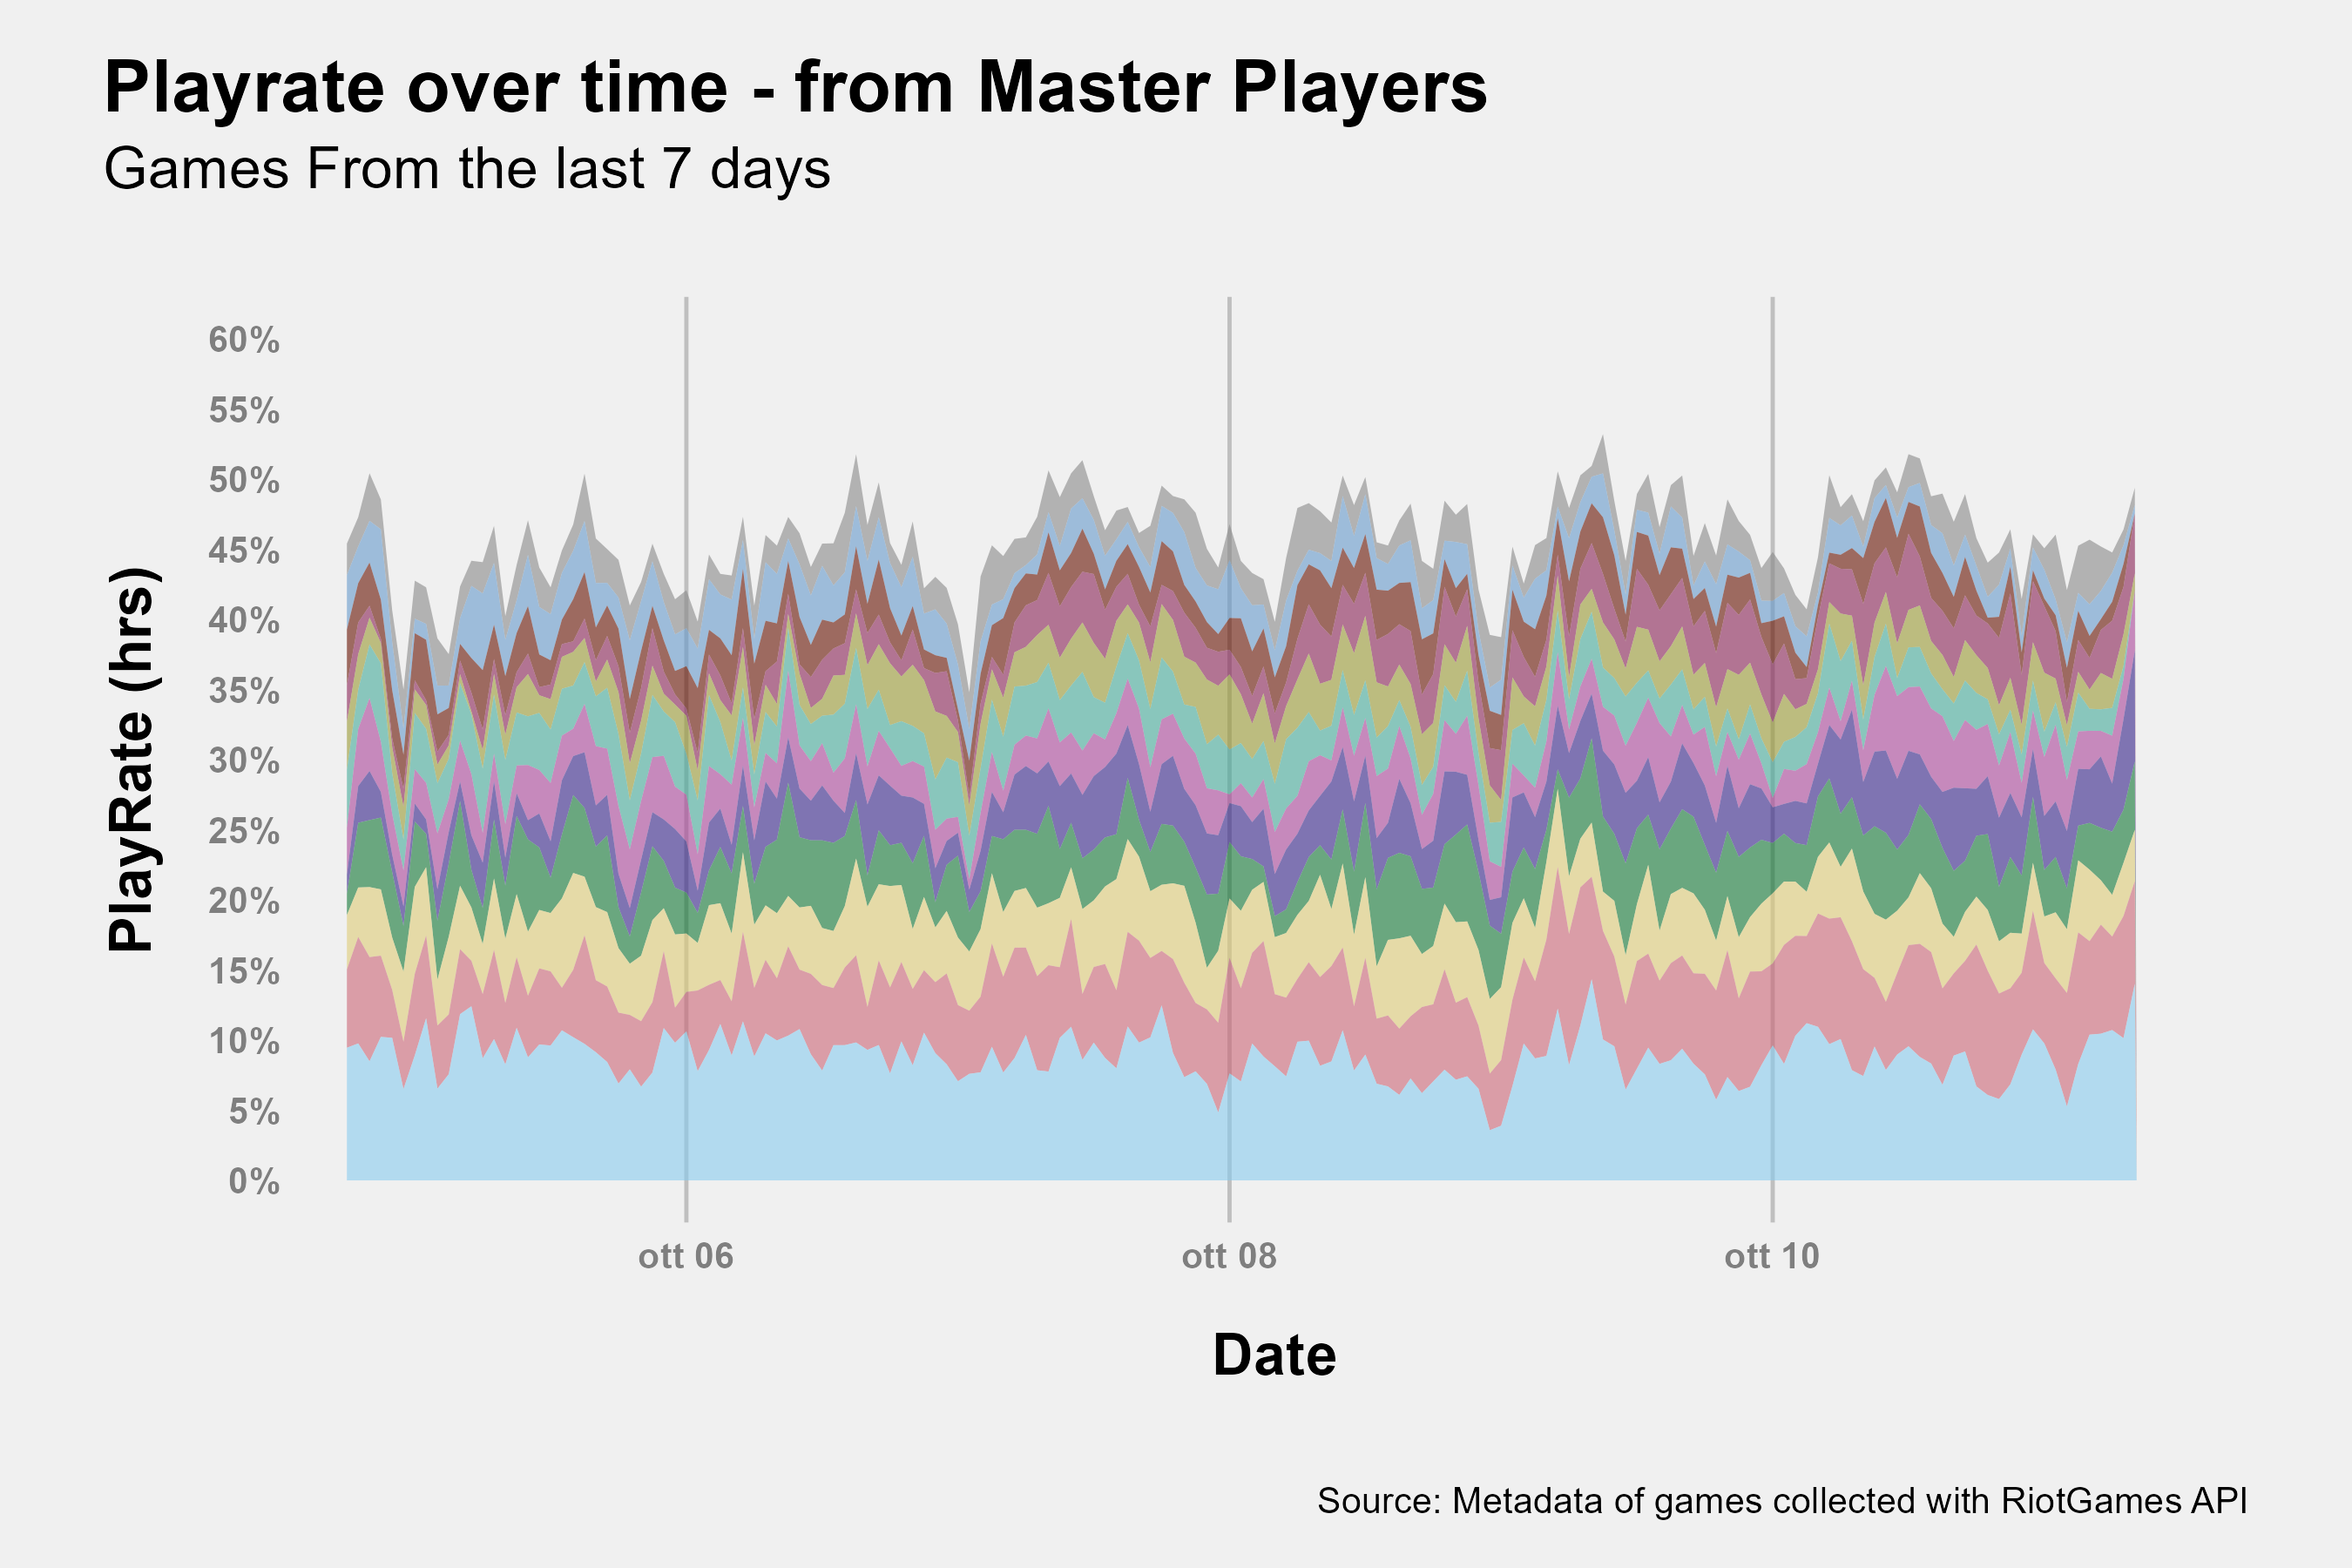 Playrate over time - from Master Players
Games From the last 7 days
PlayRate (hrs)
60%
55%
50%
45%
40%
35%
30%
25%
20%
15%
10%
5%
0%
ott 06
ott 08
ott 10
Date
Source: Metadata of games collected with RiotGames API